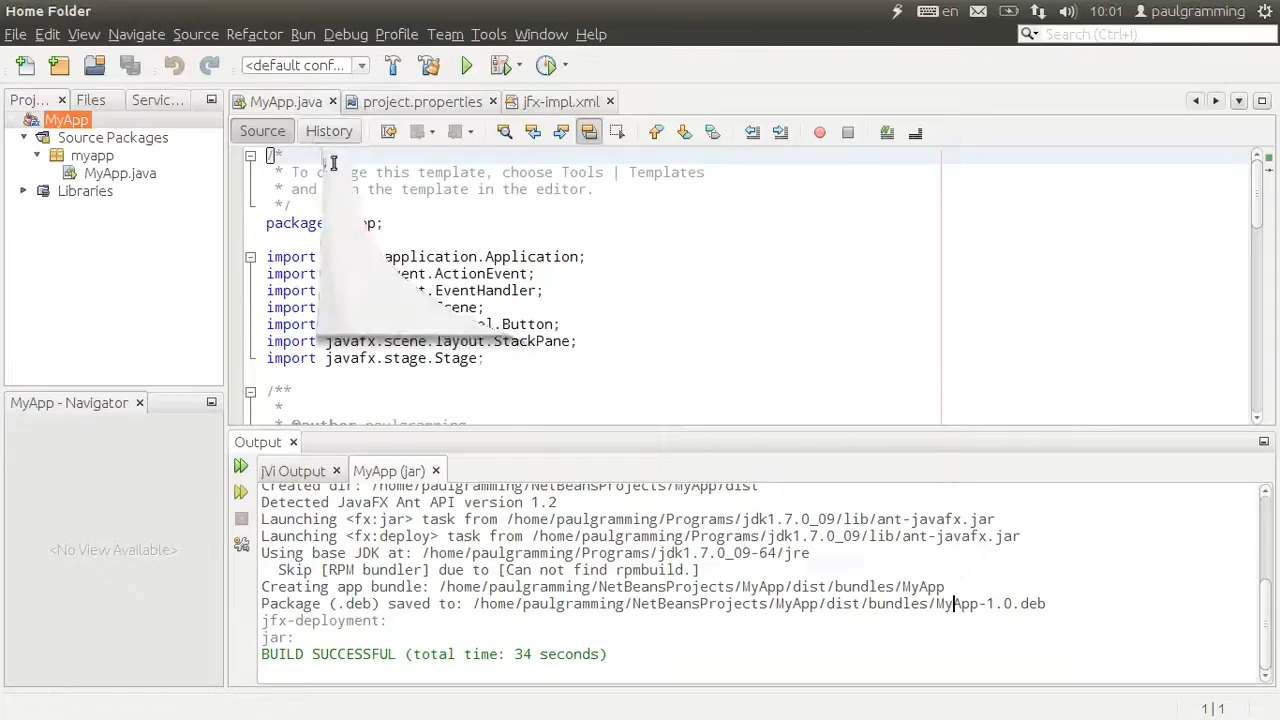 Home Folder
en
10:01
paulgramming
File Edit View Navigate Source Refactor Run Debug Profile Team Tools Window Help
Search (Ctrl+I)
<default conf...
Proj... Files Servic...
MyApp.java project.properties jfx-impl.xml
MyApp
Source Packages
myapp
MyApp.java
Libraries
Source History
/*
* To ge this template, choose Tools | Templates
* and the template in the editor.
*/
package p;
import application.Application;
import ent.ActionEvent;
import t.EventHandler;
import cene;
import l.Button;
import javafx.scene.layout.StackPane;
import javafx.stage.Stage;
/**
*
* @author paulgramming
MyApp - Navigator
<No View Available>
Output
jVi Output MyApp (jar)
Created dir: /home/paulgramming/NetBeansProjects/MyApp/dist
Detected JavaFX Ant API version 1.2
Launching <fx:jar> task from /home/paulgramming/Programs/jdk1.7.0_09/lib/ant-javafx.jar
Launching <fx:deploy> task from /home/paulgramming/Programs/jdk1.7.0_09/lib/ant-javafx.jar
Using base JDK at: /home/paulgramming/Programs/jdk1.7.0_09-64/jre
Skip [RPM bundler] due to [Can not find rpmbuild.]
Creating app bundle: /home/paulgramming/NetBeansProjects/MyApp/dist/bundles/MyApp
Package (.deb) saved to: /home/paulgramming/NetBeansProjects/MyApp/dist/bundles/MyApp-1.0.deb
jfx-deployment:
jar:
BUILD SUCCESSFUL (total time: 34 seconds)
1|1